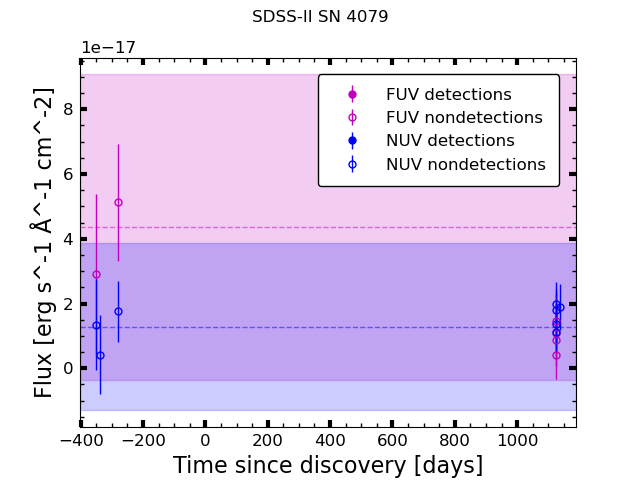 SDSS-II SN 4079
1e−17
FUV detections
FUV nondetections
NUV detections
NUV nondetections
8
6
4
2
0
Flux [erg s^-1 Å^-1 cm^-2]
−400 −200 0 200 400 600 800 1000
Time since discovery [days]